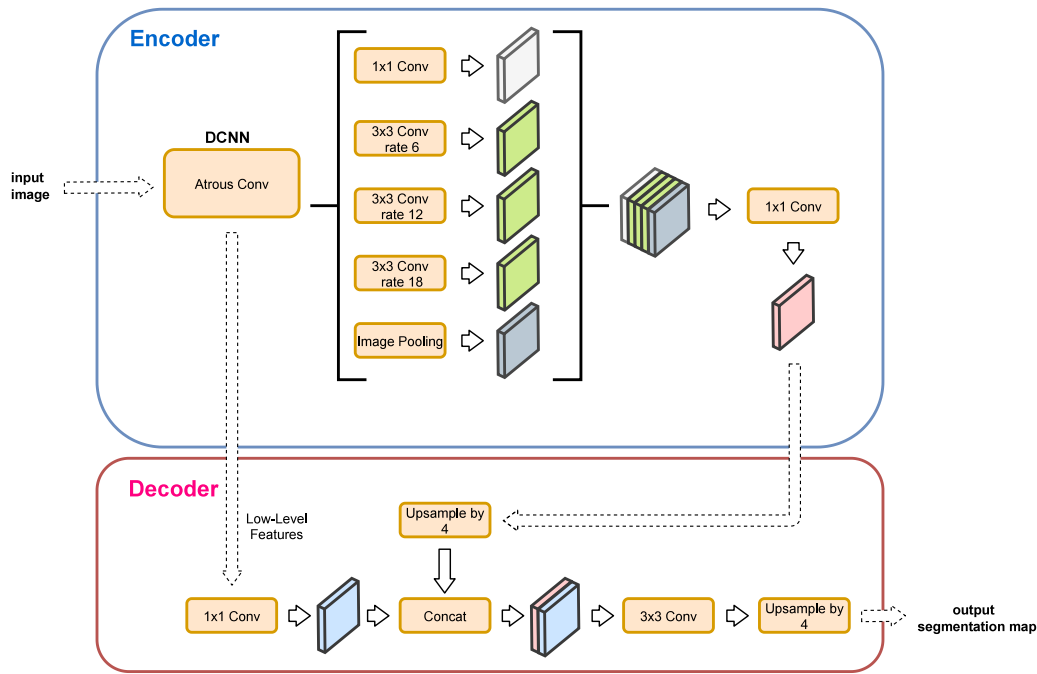 Encoder
1x1 Conv
DCNN
3x3 Conv
rate 6
input
image
Atrous Conv
3x3 Conv
rate 12
1x1 Conv
3x3 Conv
rate 18
Image Pooling
Decoder
Upsample by
4
Low-Level
Features
1x1 Conv
Concat
3x3 Conv
Upsample by
4
output
segmentation map